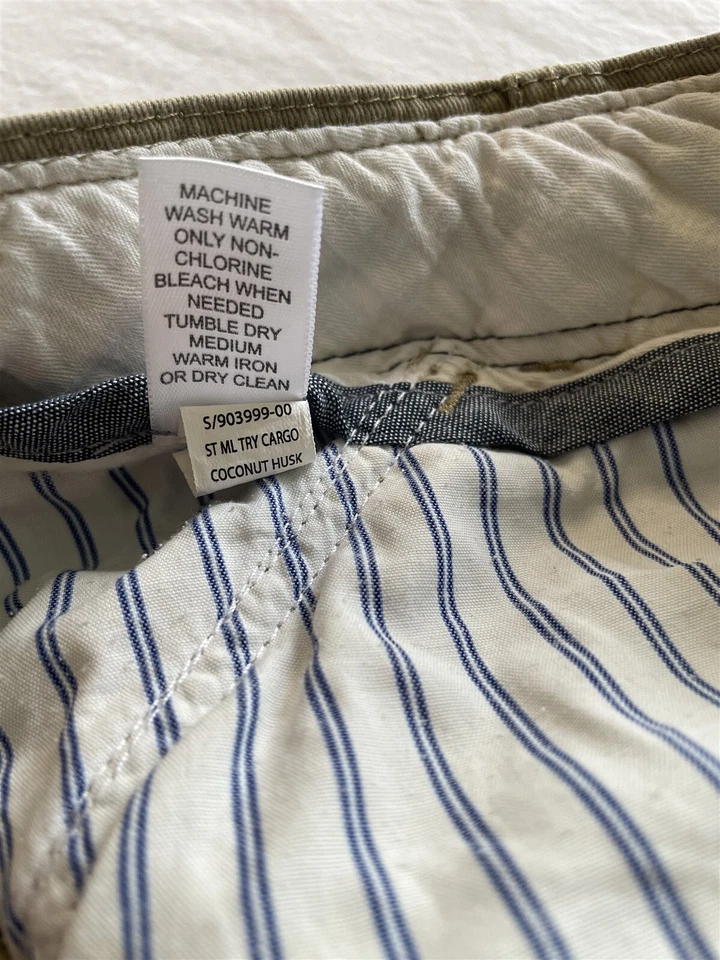 MACHINE
WASH WARM
ONLY NON-
CHLORINE
BLEACH WHEN
NEEDED
TUMBLE DRY
MEDIUM
WARM IRON
OR DRY CLEAN
S/903999-00
ST ML TRY CARGO
COCONUT HUSK